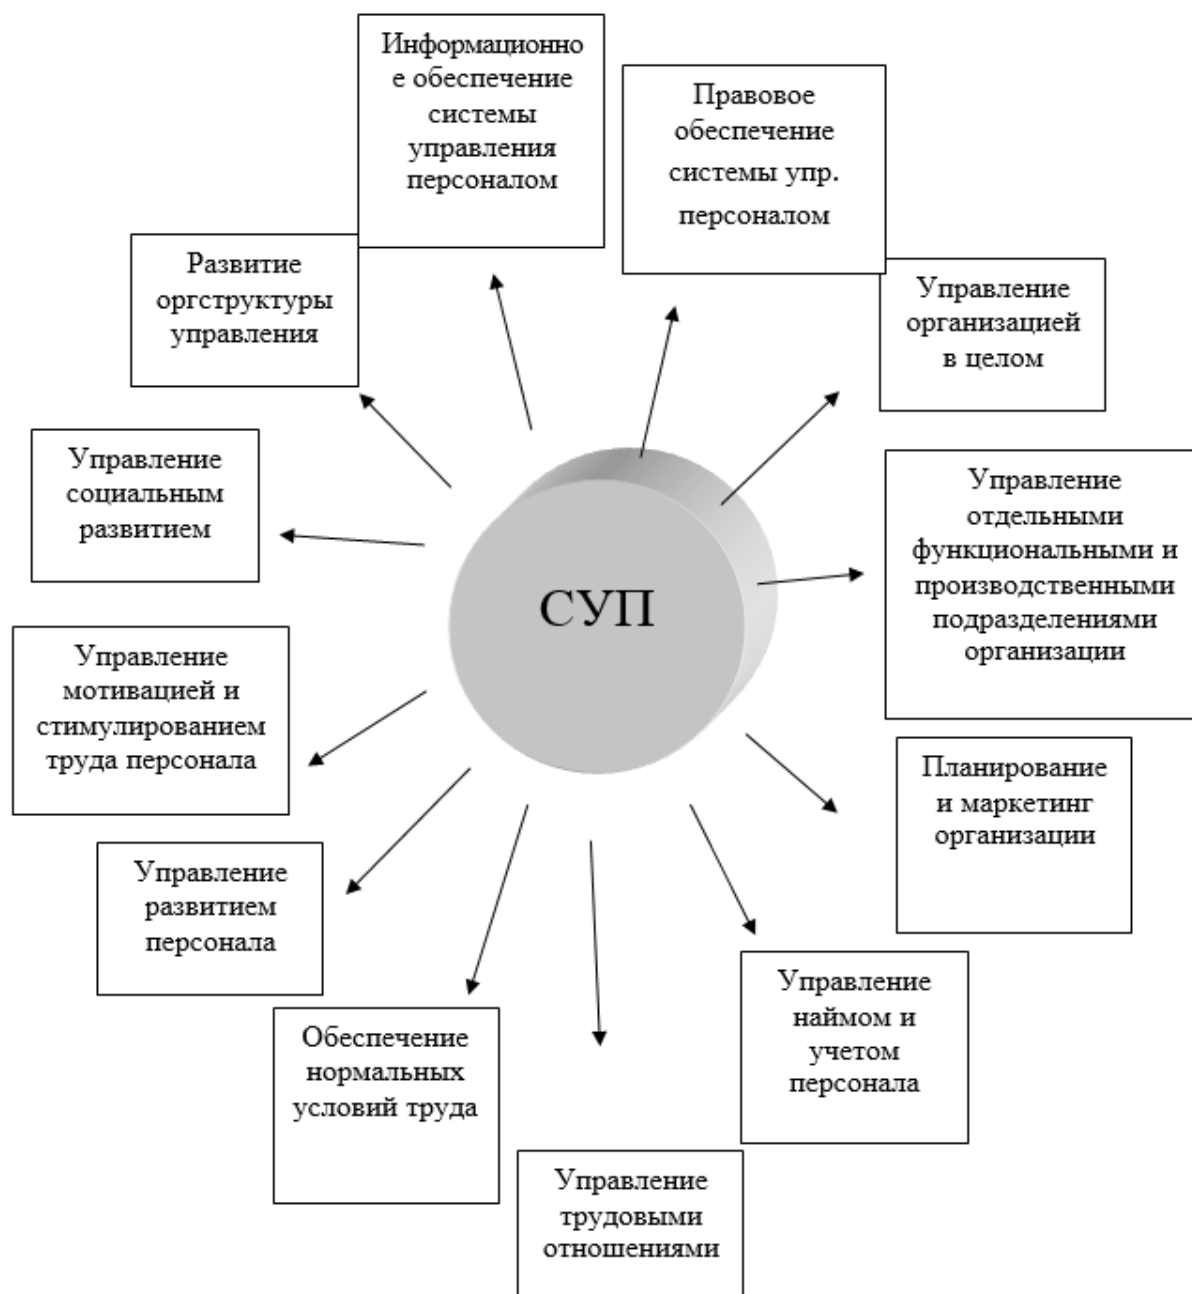 Информационно
е обеспечение
системы
управления
персоналом
Правовое
обеспечение
системы упр.
персоналом
Развитие
оргструктуры
управления
Управление
организацией
в целом
Управление
социальным
развитием
Управление
отдельными
функциональными и
производственными
подразделениями
организации
СУП
Управление
мотивацией и
стимулированием
труда персонала
Планирование
и маркетинг
организации
Управление
развитием
персонала
Управление
наймом и
учетом
персонала
Обеспечение
нормальных
условий труда
Управление
трудовыми
отношениями